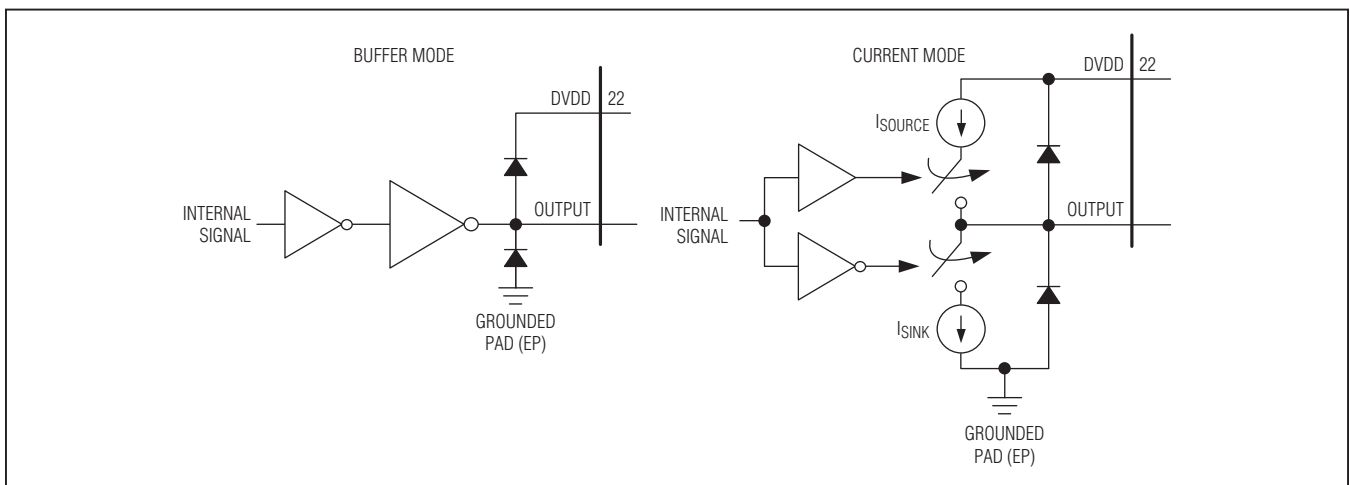 BUFFER MODE
DVDD 22
INTERNAL
SIGNAL
OUTPUT
GROUNDED
PAD (EP)
CURRENT MODE
DVDD 22
ISOURCE
INTERNAL
SIGNAL
OUTPUT
ISINK
GROUNDED
PAD (EP)